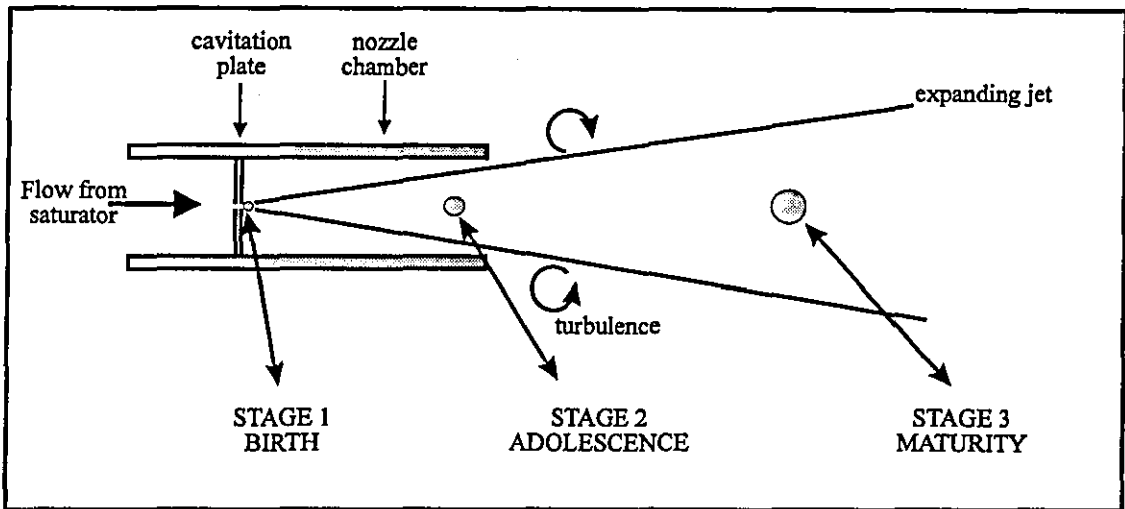 cavitation
plate
nozzle
chamber
expanding jet
Flow from
saturator
turbulence
STAGE 1
BIRTH
STAGE 2
ADOLESCENCE
STAGE 3
MATURITY